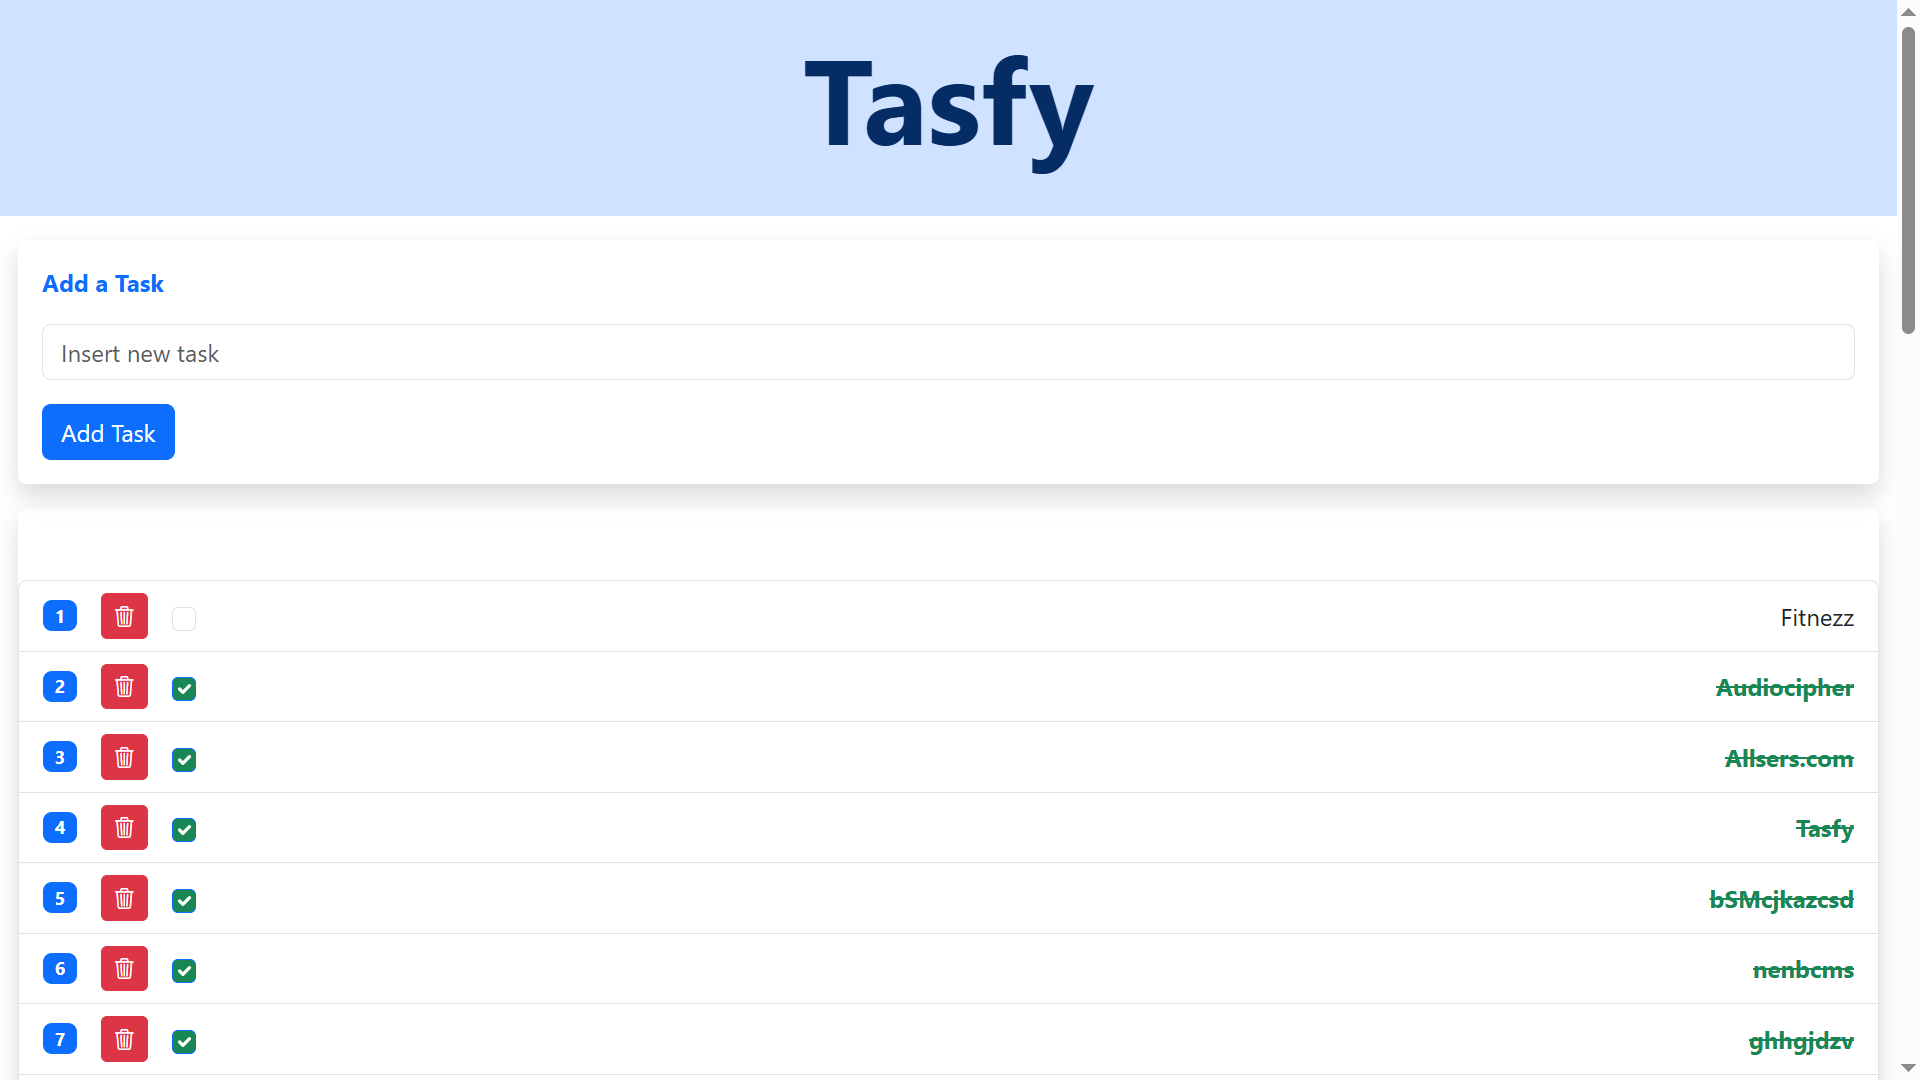 Tasfy
Add a Task
Insert new task
Add Task
1 Fitnezz
2 Audiocipher
3 Allsers.com
4 Tasfy
5 bSMcjkazcsd
6 nenbcms
7 ghhgjdzv